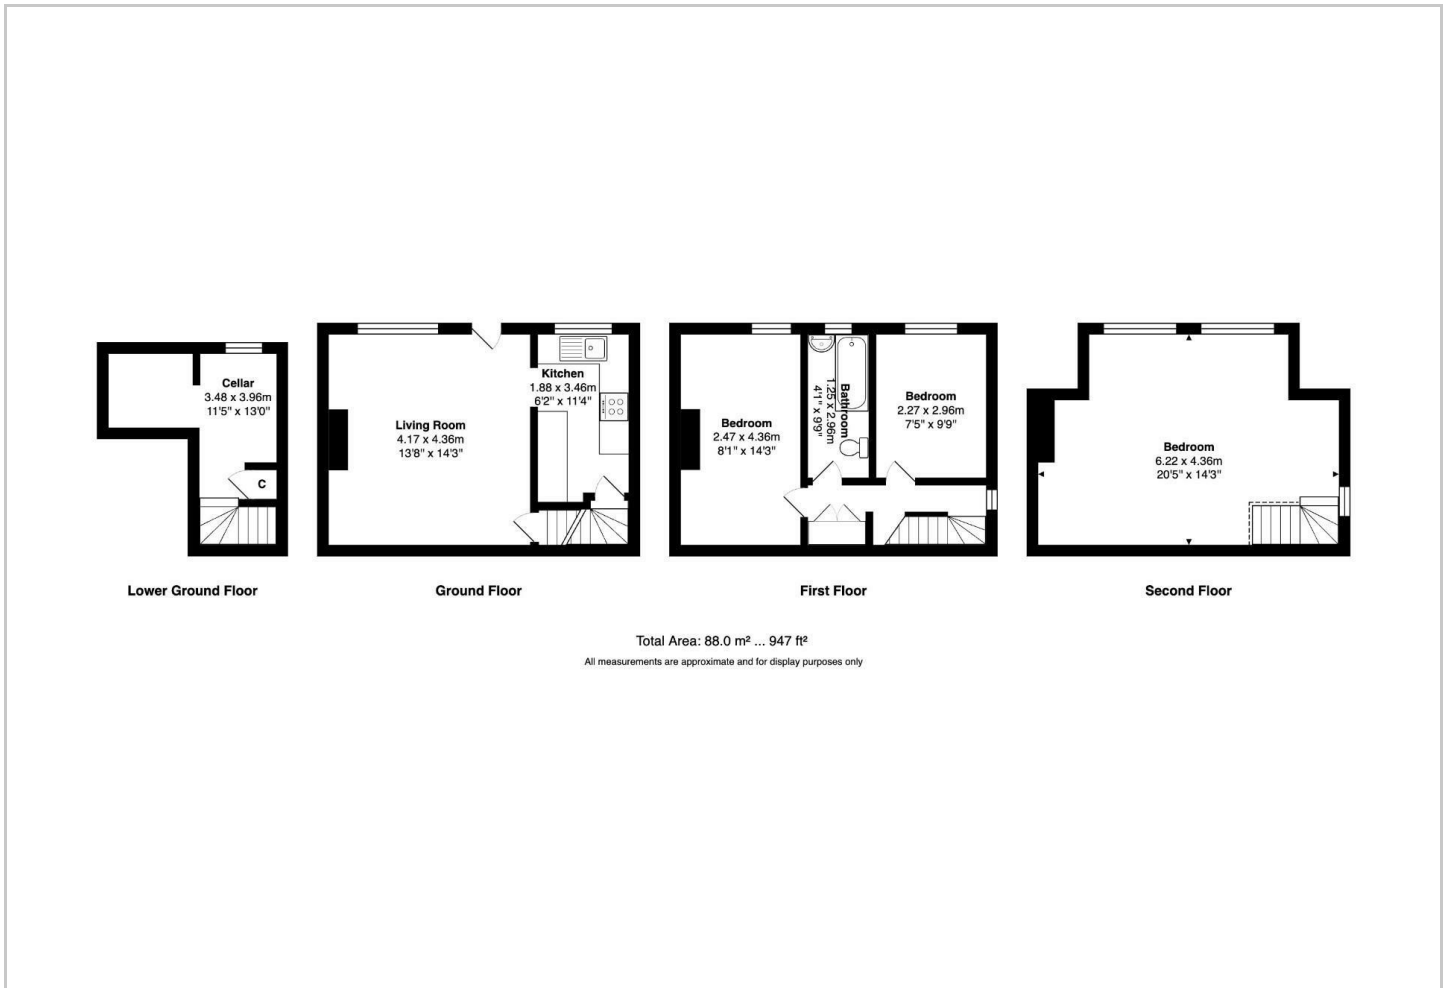 Cellar
3.48 x 3.96m
11'5" x 13'0"
C
Lower Ground Floor
Living Room
4.17 x 4.36m
13'8" x 14'3"
Kitchen
1.88 x 3.46m
6'2" x 11'4"
Ground Floor
Bedroom
2.47 x 4.36m
8'1" x 14'3"
Bathroom
1.25 x 2.96m
4'1" x 9'9"
Bedroom
2.27 x 2.96m
7'5" x 9'9"
First Floor
Bedroom
6.22 x 4.36m
20'5" x 14'3"
Second Floor
Total Area: 88.0 m² ... 947 ft²
All measurements are approximate and for display purposes only